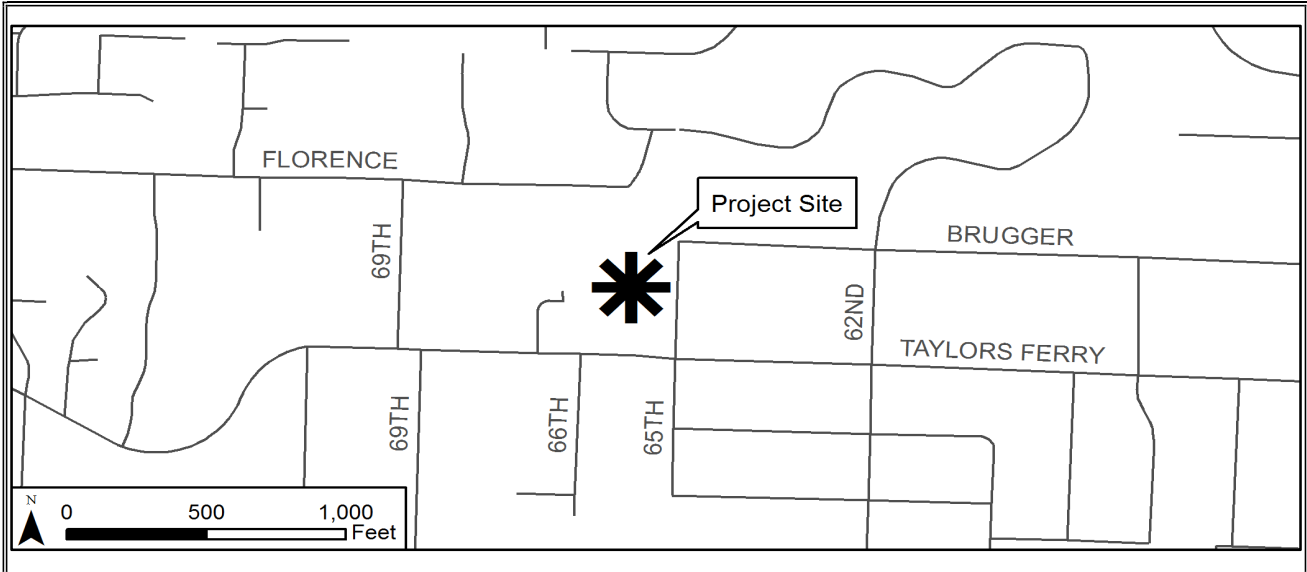 FLORENCE
Project Site
69TH
BRUGGER
62ND
TAYLORS FERRY
69TH
66TH
65TH
N
0 500 1,000
Feet